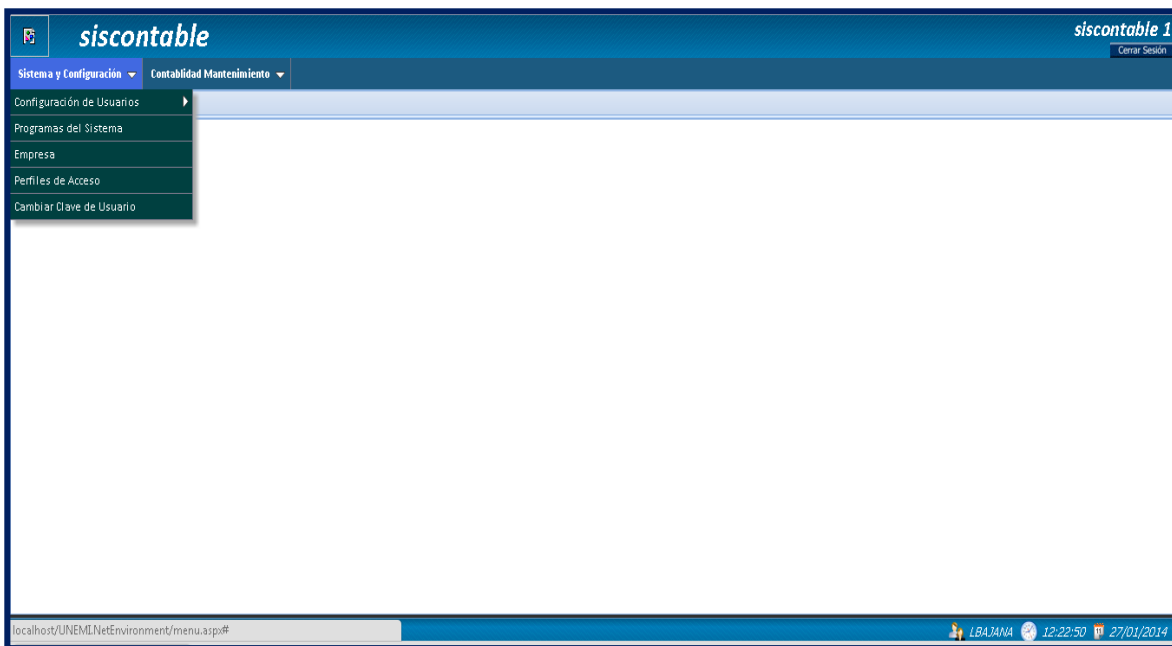 siscontable
siscontable 1
Cerrar Sesión
Sistema y Configuración
Contablidad Mantenimiento
Configuración de Usuarios
Programas del Sistema
Empresa
Perfiles de Acceso
Cambiar Clave de Usuario
localhost/UNEMI.NetEnvironment/menu.aspx#
LBAJANA 12:22:50 27/01/2014